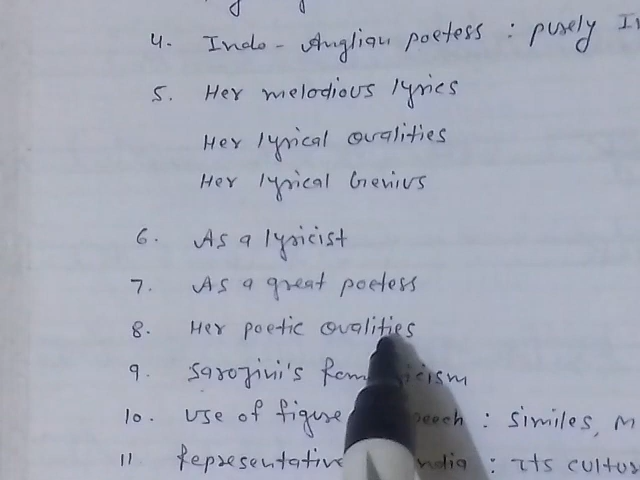 4. Indo-Anglian poetess : purely
5. Her melodious lyrics
Her lyrical Qualities
Her lyrical Genius
6. As a lyricist
7. As a great poetess
8. Her poetic Qualities
9. Sarojini's
10. Use of figure : Similes, M
11 Representative : Its cultur